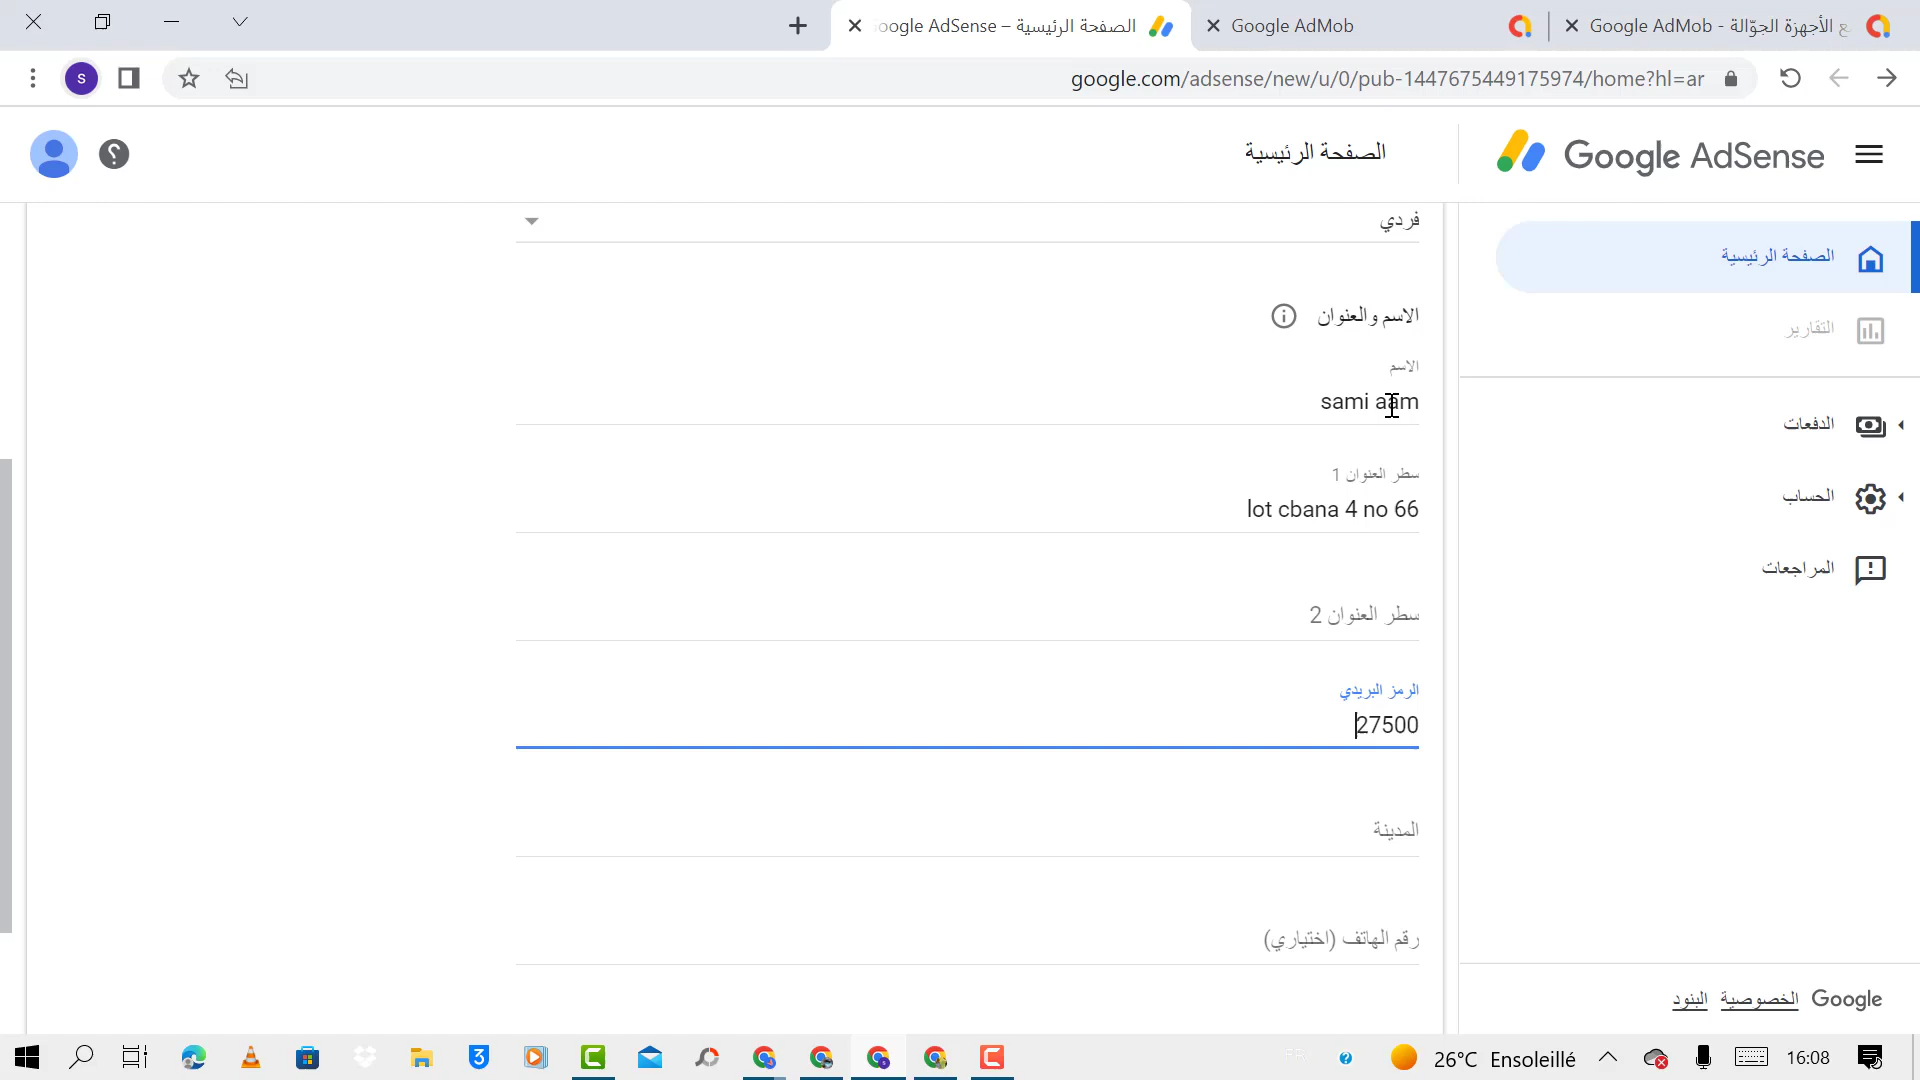 oogle AdSense – الصفحة الرئيسية
Google AdMob
Google AdMob - ع الأجهزة الجوّالة
google.com/adsense/new/u/0/pub-1447675449175974/home?hl=ar
S
Google AdSense
الصفحة الرئيسية
فردي
الاسم والعنوان
الاسم
sami aam
سطر العنوان 1
lot cbana 4 no 66
سطر العنوان 2
الرمز البريدي
27500
المدينة
رقم الهاتف (اختياري)
الصفحة الرئيسية
التقارير
الدفعات
الحساب
المراجعات
Google الخصوصية البنود
26°C Ensoleillé
16:08